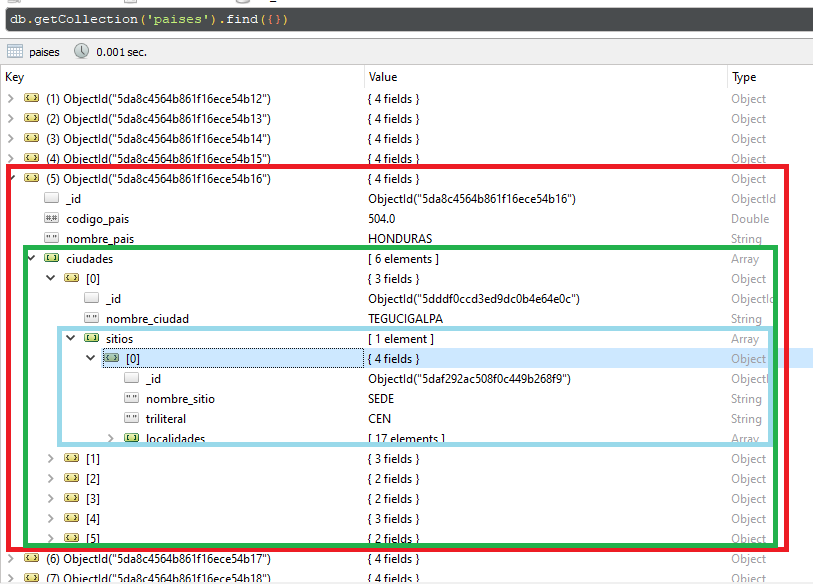 db.getCollection('paises').find({})
paises 0.001 sec.
Key Value Type
(1) ObjectId("5da8c4564b861f16ece54b12") { 4 fields } Object
(2) ObjectId("5da8c4564b861f16ece54b13") { 4 fields } Object
(3) ObjectId("5da8c4564b861f16ece54b14") { 4 fields } Object
(4) ObjectId("5da8c4564b861f16ece54b15") { 4 fields } Object
(5) ObjectId("5da8c4564b861f16ece54b16") { 4 fields } Object
_id ObjectId("5da8c4564b861f16ece54b16") ObjectId
codigo_pais 504.0 Double
nombre_pais HONDURAS String
ciudades [ 6 elements ] Array
[0] { 3 fields } Object
_id ObjectId("5dddf0ccd3ed9dc0b4e64e0c") ObjectId
nombre_ciudad TEGUCIGALPA String
sitios [ 1 element ] Array
[0] { 4 fields } Object
_id ObjectId("5daf292ac508f0c449b268f9") ObjectId
nombre_sitio SEDE String
triliteral CEN String
localidades [ 17 elements ] Array
[1] { 3 fields } Object
[2] { 2 fields } Object
[3] { 2 fields } Object
[4] { 3 fields } Object
[5] { 2 fields } Object
(6) ObjectId("5da8c4564b861f16ece54b17") { 4 fields } Object
(7) ObjectId("5da8c4564b861f16ece54b18") { 4 fields } Object